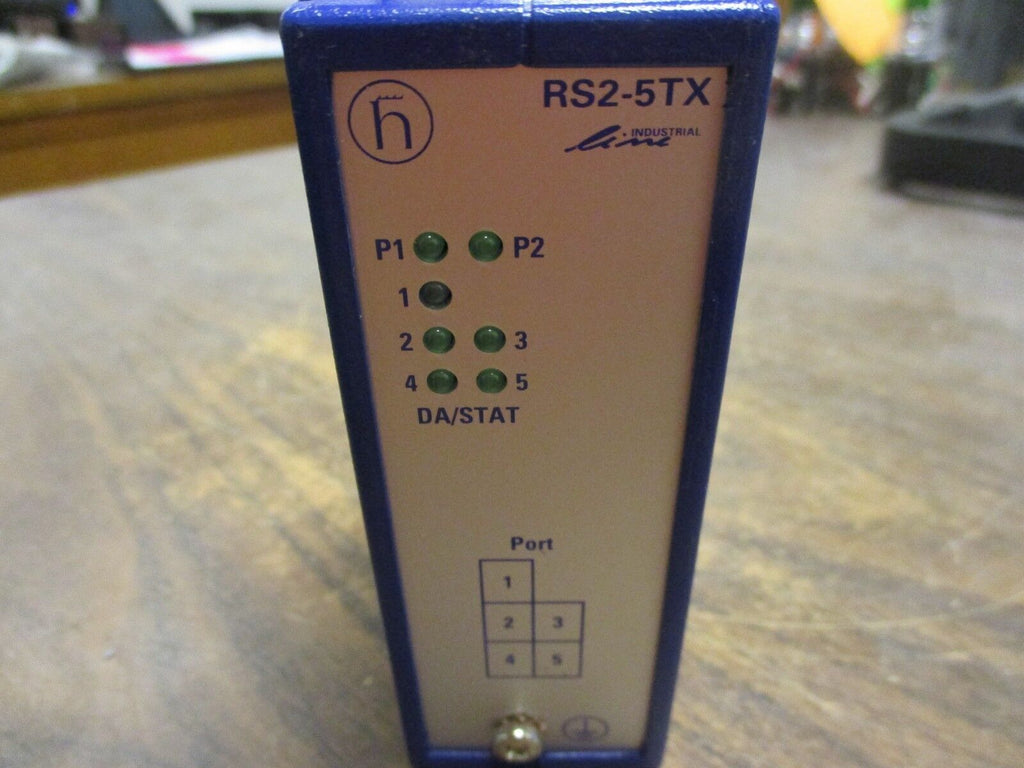 RS2-5TX
INDUSTRIAL
line
P1 P2
1
2 3
4 5
DA/STAT
Port
1
2 3
4 5